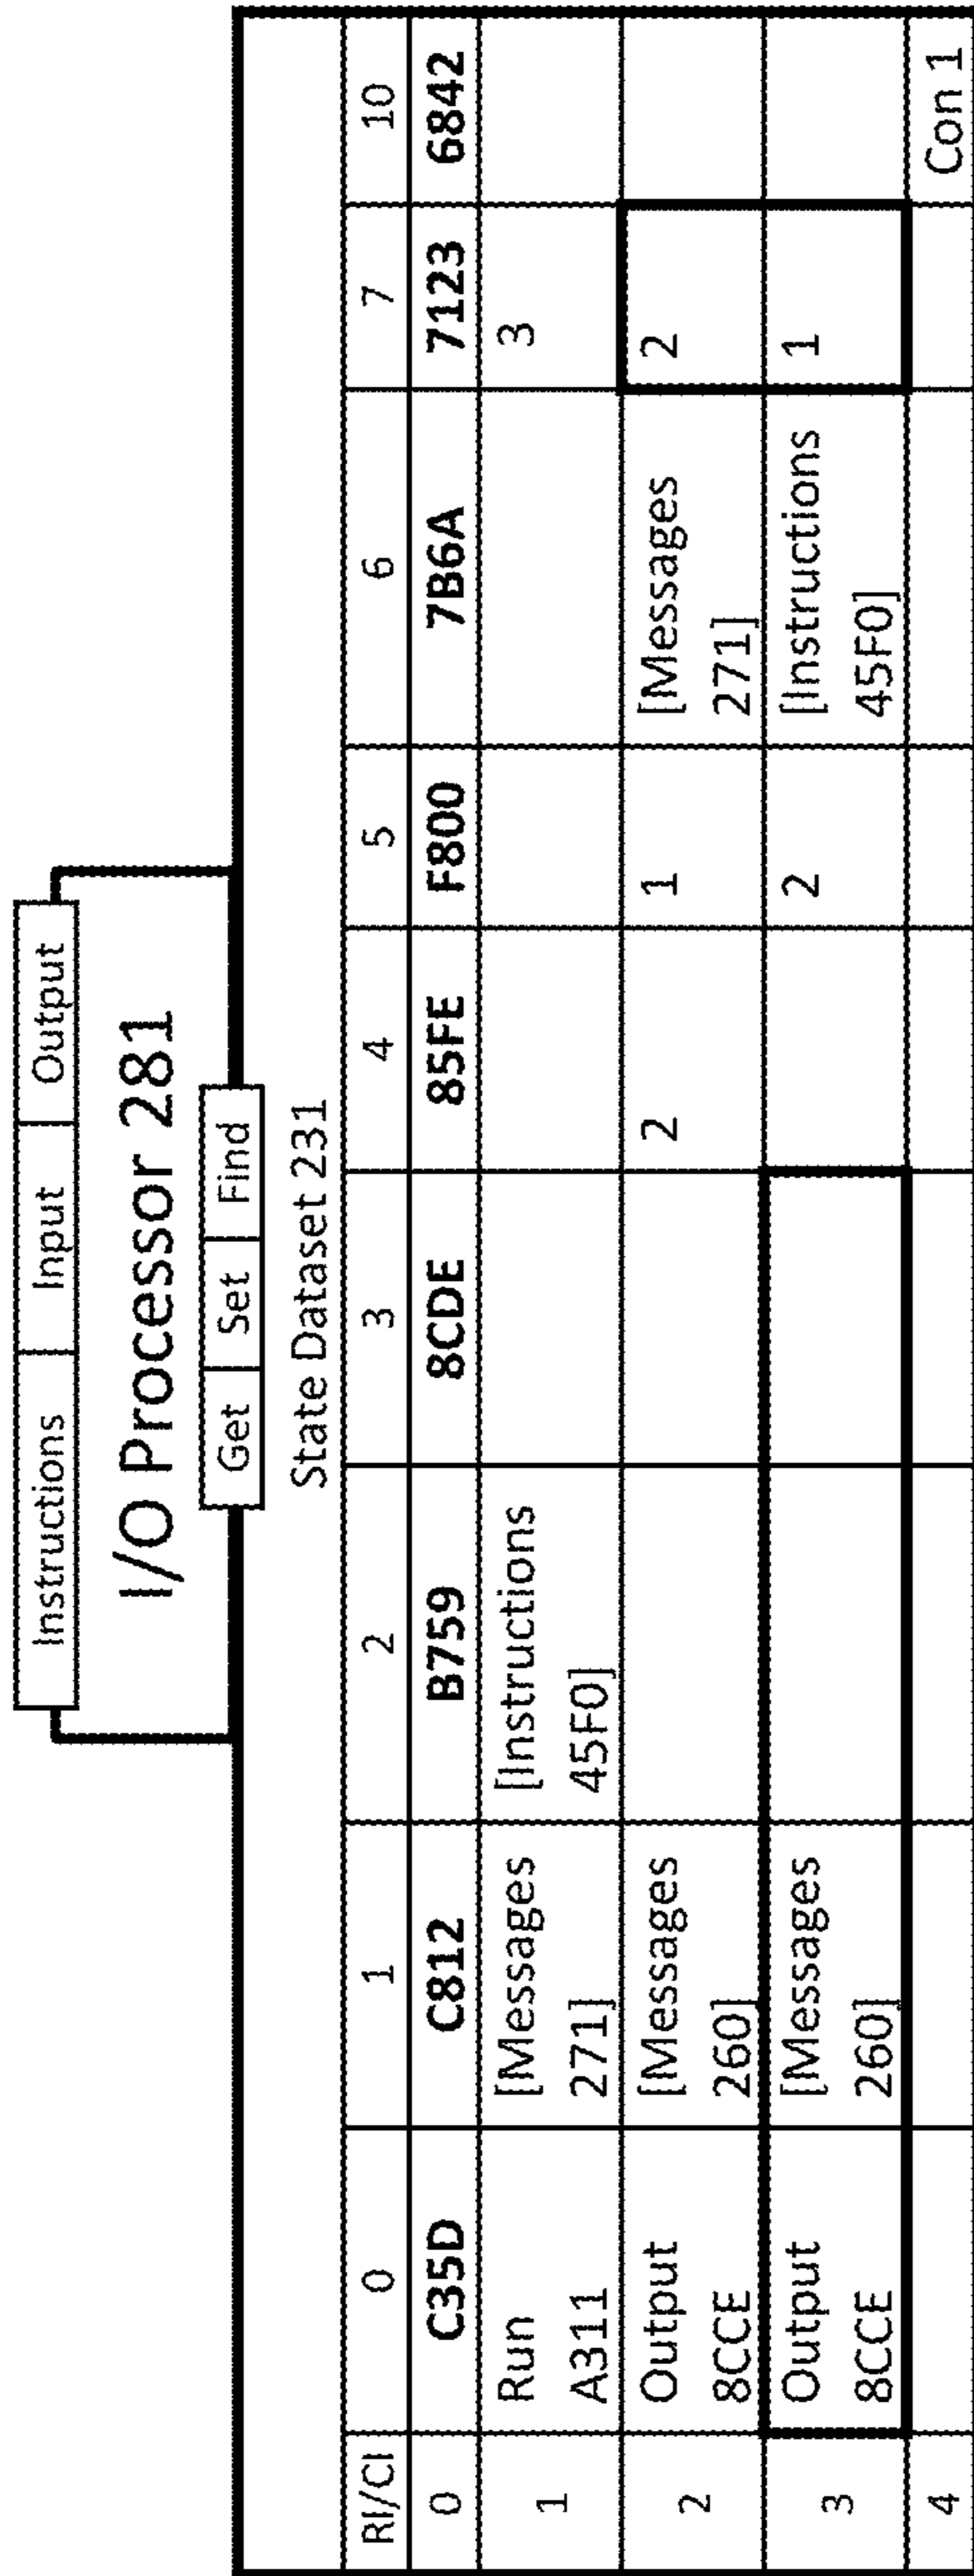 Instructions Input Output
I/O Processor 281
Get Set Find
State Dataset 231
RI/CI 0 1 2 3 4 5 6 7 10
0 C35D C812 B759 8CDE 85FE F800 7B6A 7123 6842
1 Run [Messages [Instructions 3
A311 271] 45F0]
2 Output [Messages 2 1 [Messages 2
8CCE 260] 271]
3 Output [Messages 2 [Instructions 1
8CCE 260] 45F0]
4 Con 1